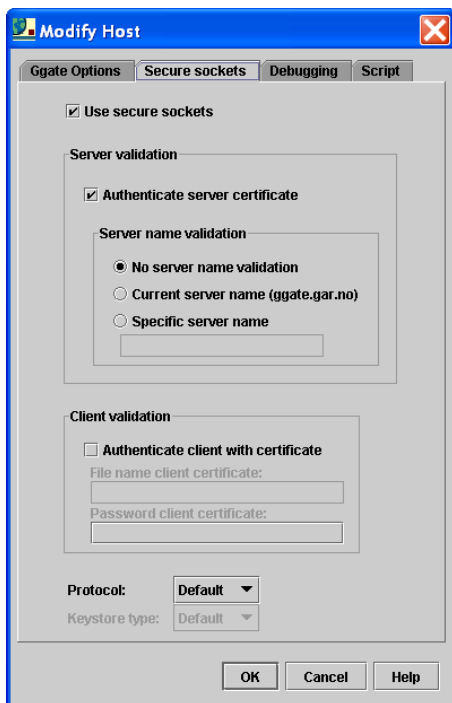 Modify Host
Ggate Options Secure sockets Debugging Script
Use secure sockets
Server validation
Authenticate server certificate
Server name validation
No server name validation
Current server name (ggate.gar.no)
Specific server name
Client validation
Authenticate client with certificate
File name client certificate:
Password client certificate:
Protocol: Default
Keystore type: Default
OK Cancel Help